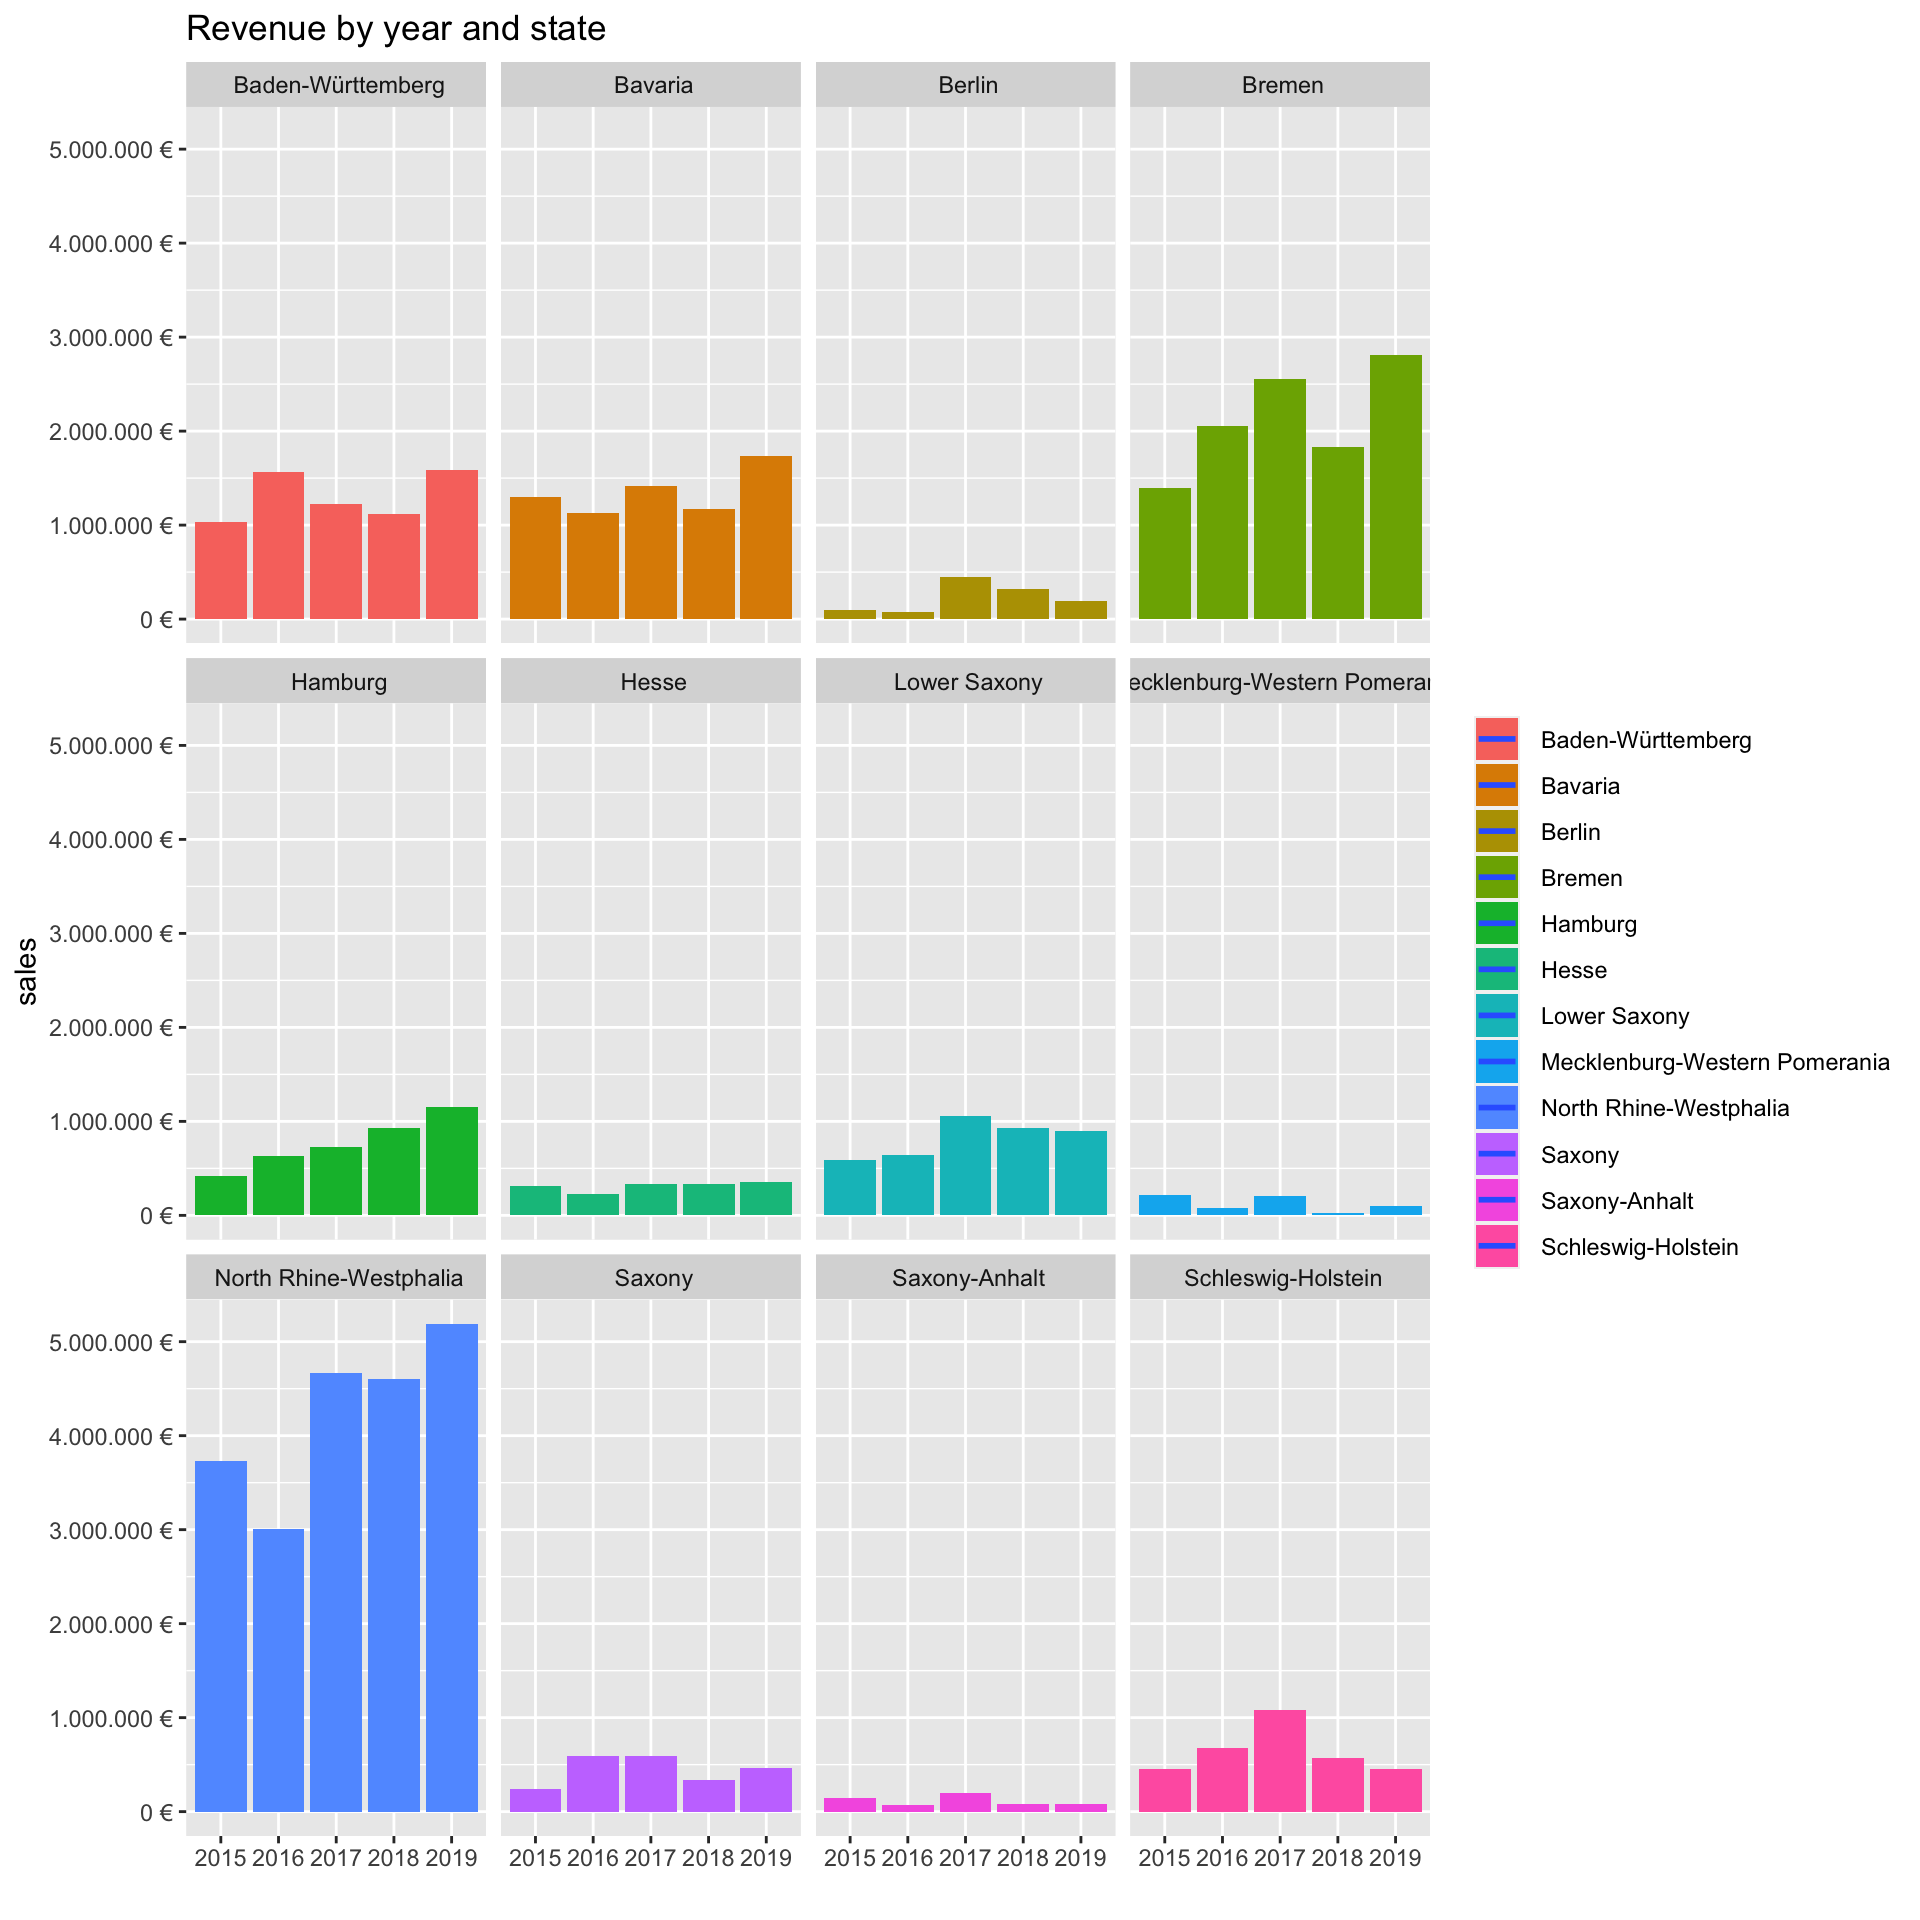 Revenue by year and state
Baden-Württemberg
Bavaria
Berlin
Bremen
5.000.000 €
4.000.000 €
3.000.000 €
2.000.000 €
1.000.000 €
0 €
Hamburg
Hesse
Lower Saxony
ecklenburg-Western Pomeran
5.000.000 €
4.000.000 €
3.000.000 €
2.000.000 €
1.000.000 €
0 €
North Rhine-Westphalia
Saxony
Saxony-Anhalt
Schleswig-Holstein
5.000.000 €
4.000.000 €
3.000.000 €
2.000.000 €
1.000.000 €
0 €
2015 2016 2017 2018 2019
2015 2016 2017 2018 2019
2015 2016 2017 2018 2019
2015 2016 2017 2018 2019
sales
Baden-Württemberg
Bavaria
Berlin
Bremen
Hamburg
Hesse
Lower Saxony
Mecklenburg-Western Pomerania
North Rhine-Westphalia
Saxony
Saxony-Anhalt
Schleswig-Holstein